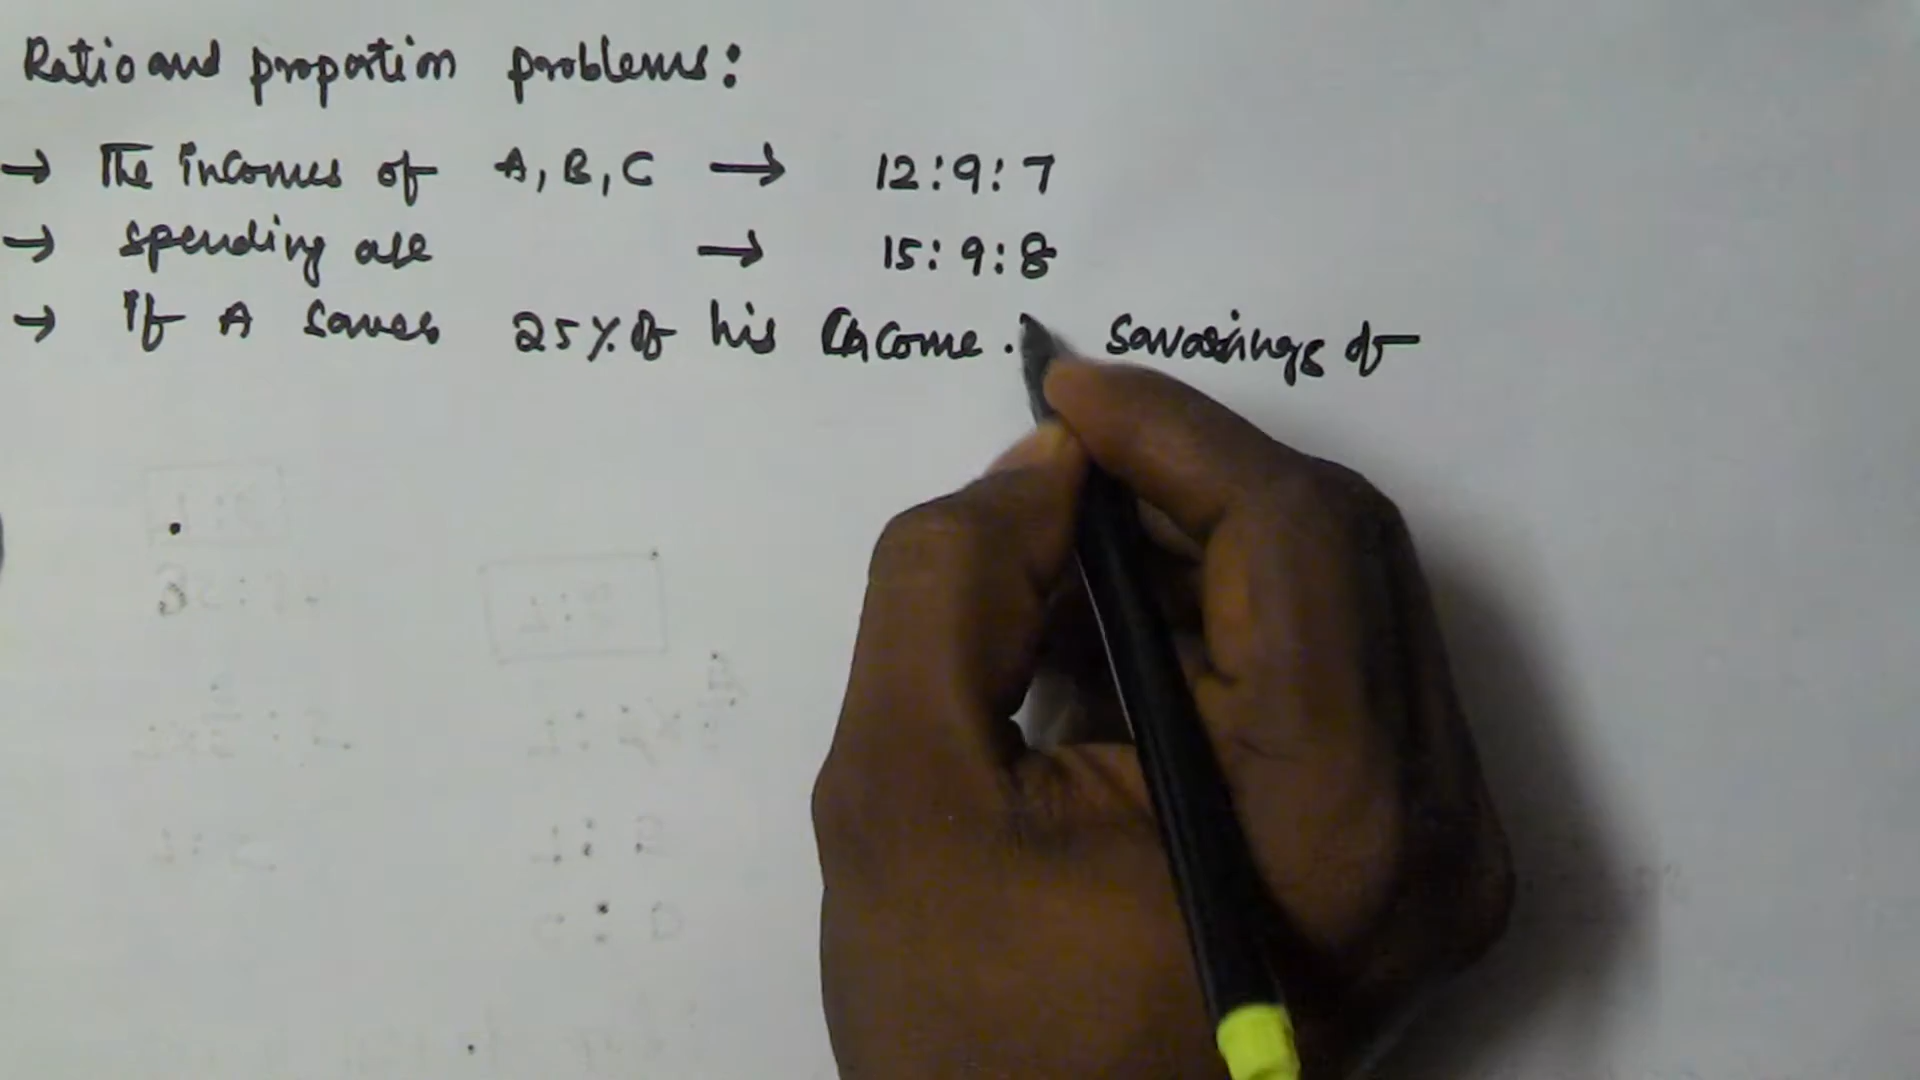 Ratio and proportion problems:
→ The incomes of A, B, C → 12:9:7
→ spending are → 15:9:8
→ If A saves 25% of his income. savings of